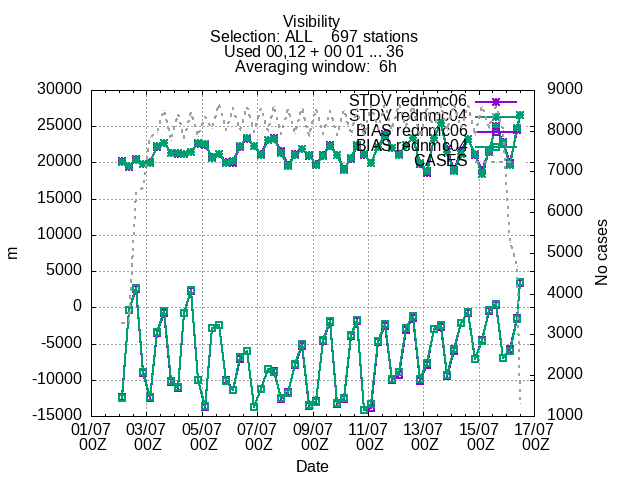 Visibility
Selection: ALL    697 stations
Used 00,12 + 00 01 ... 36
Averaging window:  6h
30000
25000
20000
15000
10000
5000
0
-5000
-10000
-15000
m
9000
8000
7000
6000
5000
4000
3000
2000
1000
No cases
STDV rednmc06
STDV rednmc04
BIAS rednmc06
BIAS rednmc04
CASES
01/07 03/07 05/07 07/07 09/07 11/07 13/07 15/07 17/07
00Z 00Z 00Z 00Z 00Z 00Z 00Z 00Z 00Z
Date